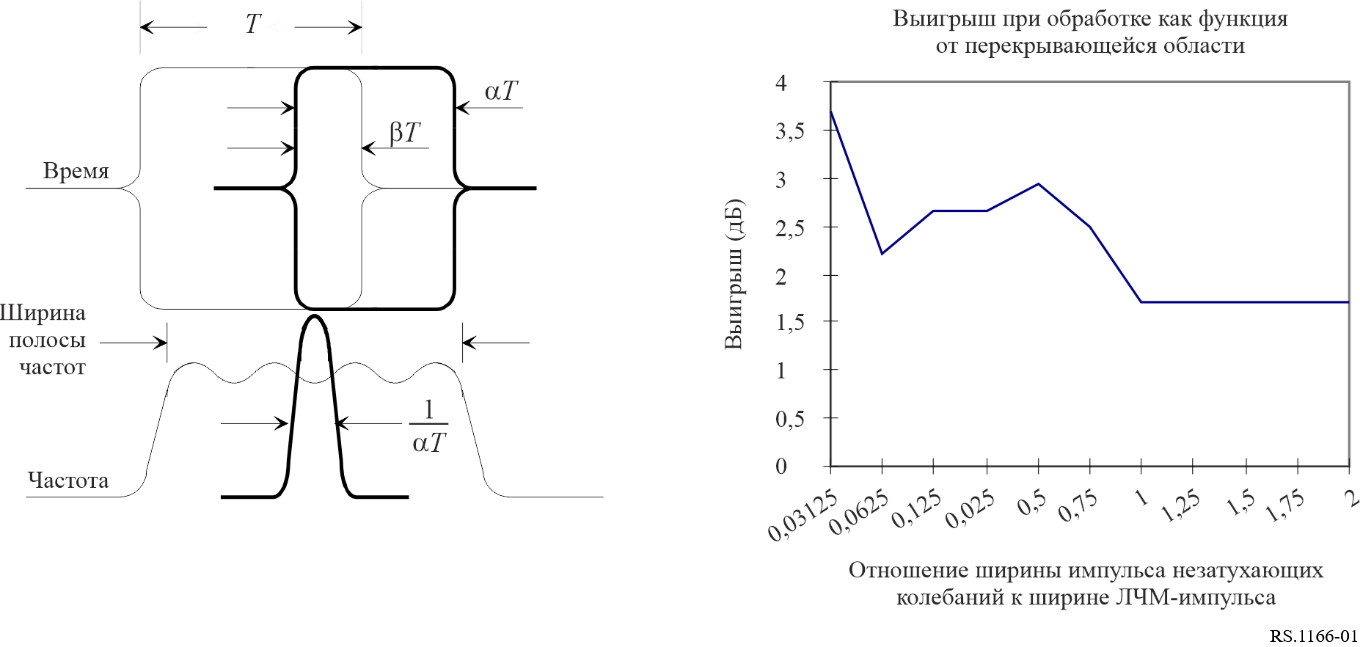 T
αT
βT
Время
Ширина
полосы
частот
1
αT
Частота
Выигрыш при обработке как функция
от перекрывающейся области
Выигрыш (дБ)
4
3,5
3
2,5
2
1,5
1
0,5
0
0,03125
0,0625
0,125
0,025
0,5
0,75
1
1,25
1,5
1,75
2
Отношение ширины импульса незатухающих
колебаний к ширине ЛЧМ-импульса
RS.1166-01